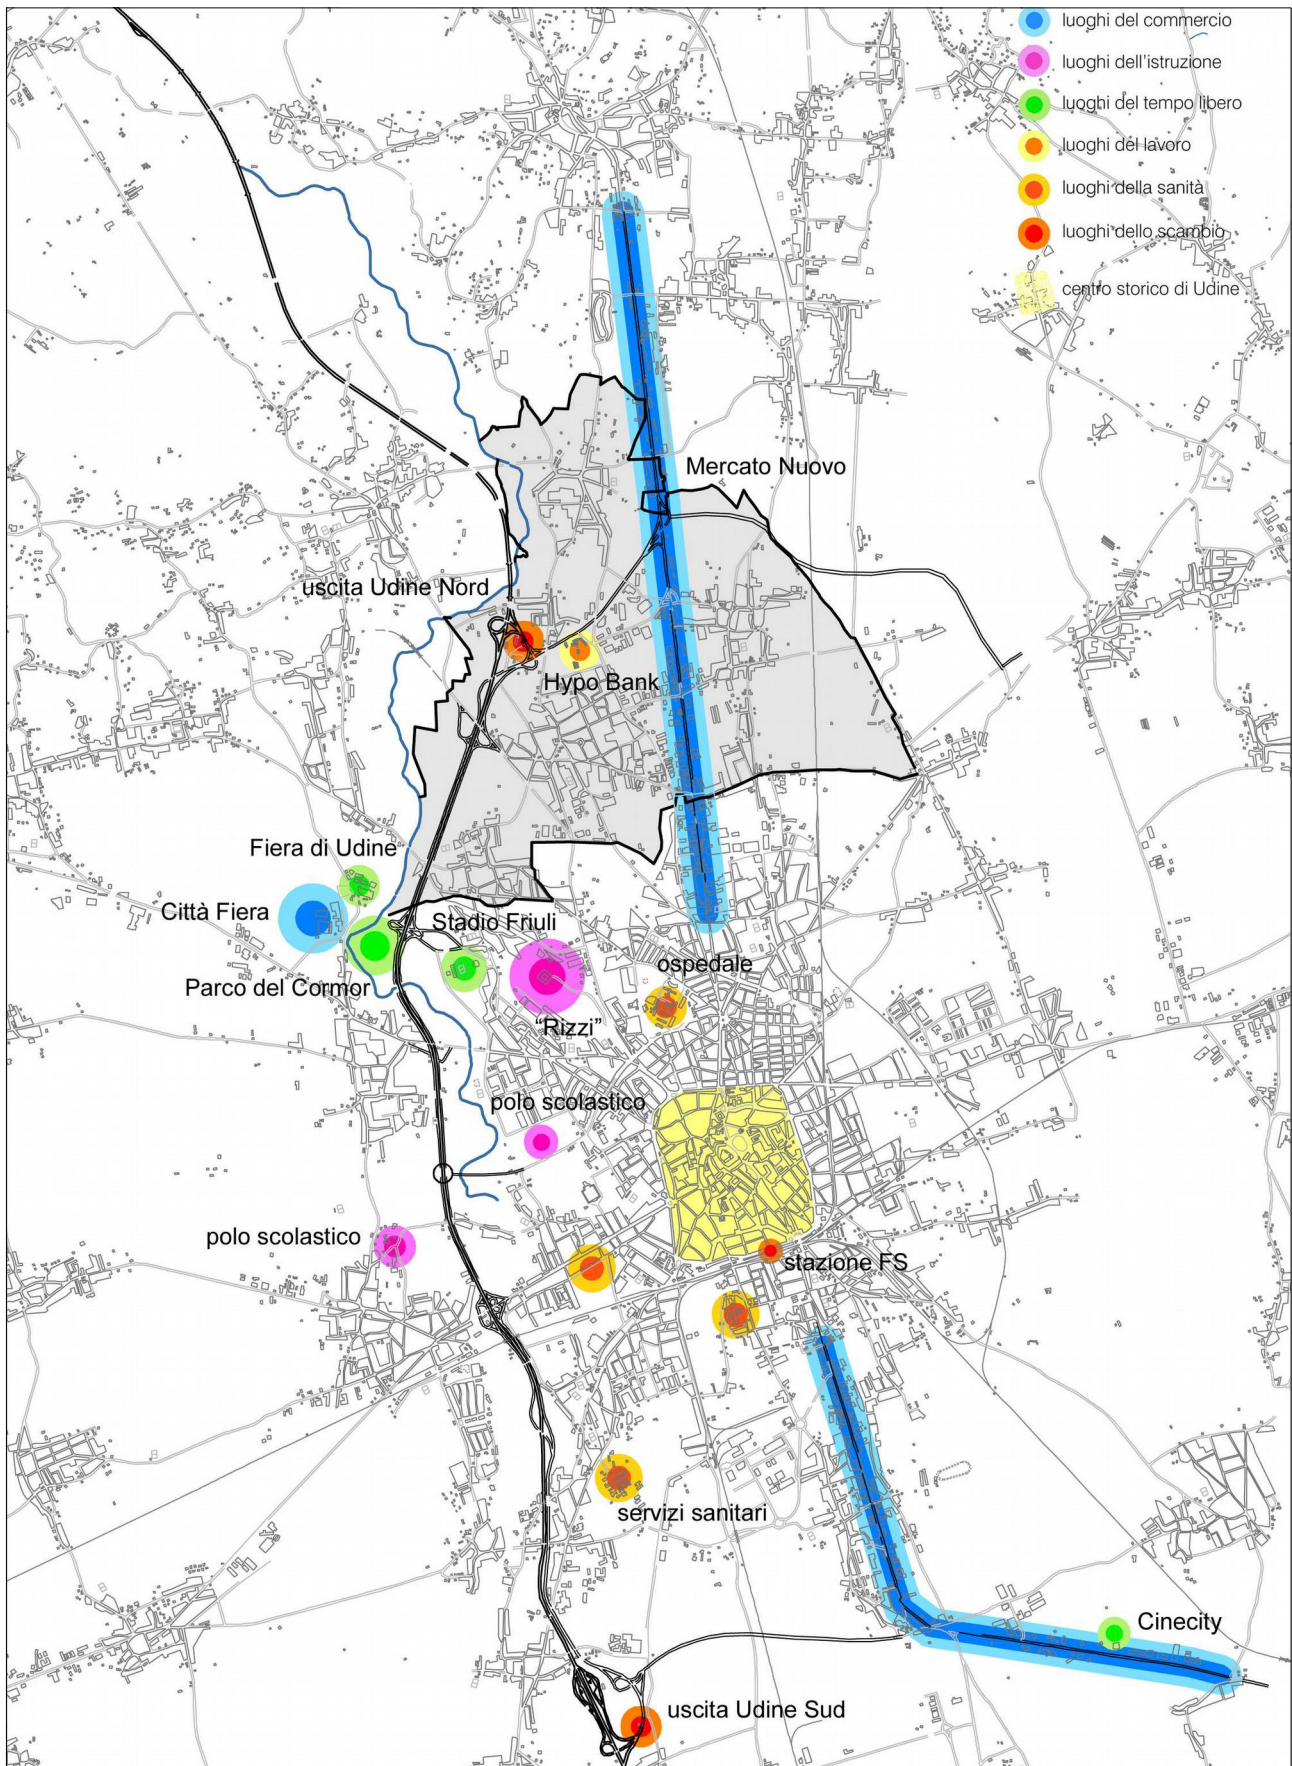 luoghi del commercio
luoghi dell'istruzione
luoghi del tempo libero
luoghi del lavoro
luoghi della sanità
luoghi dello scambio
centro storico di Udine
Mercato Nuovo
uscita Udine Nord
Hypo Bank
Fiera di Udine
Città Fiera
Stadio Friuli
ospedale
Parco del Cormor
"Rizzi"
polo scolastico
polo scolastico
stazione FS
servizi sanitari
Cinecity
uscita Udine Sud